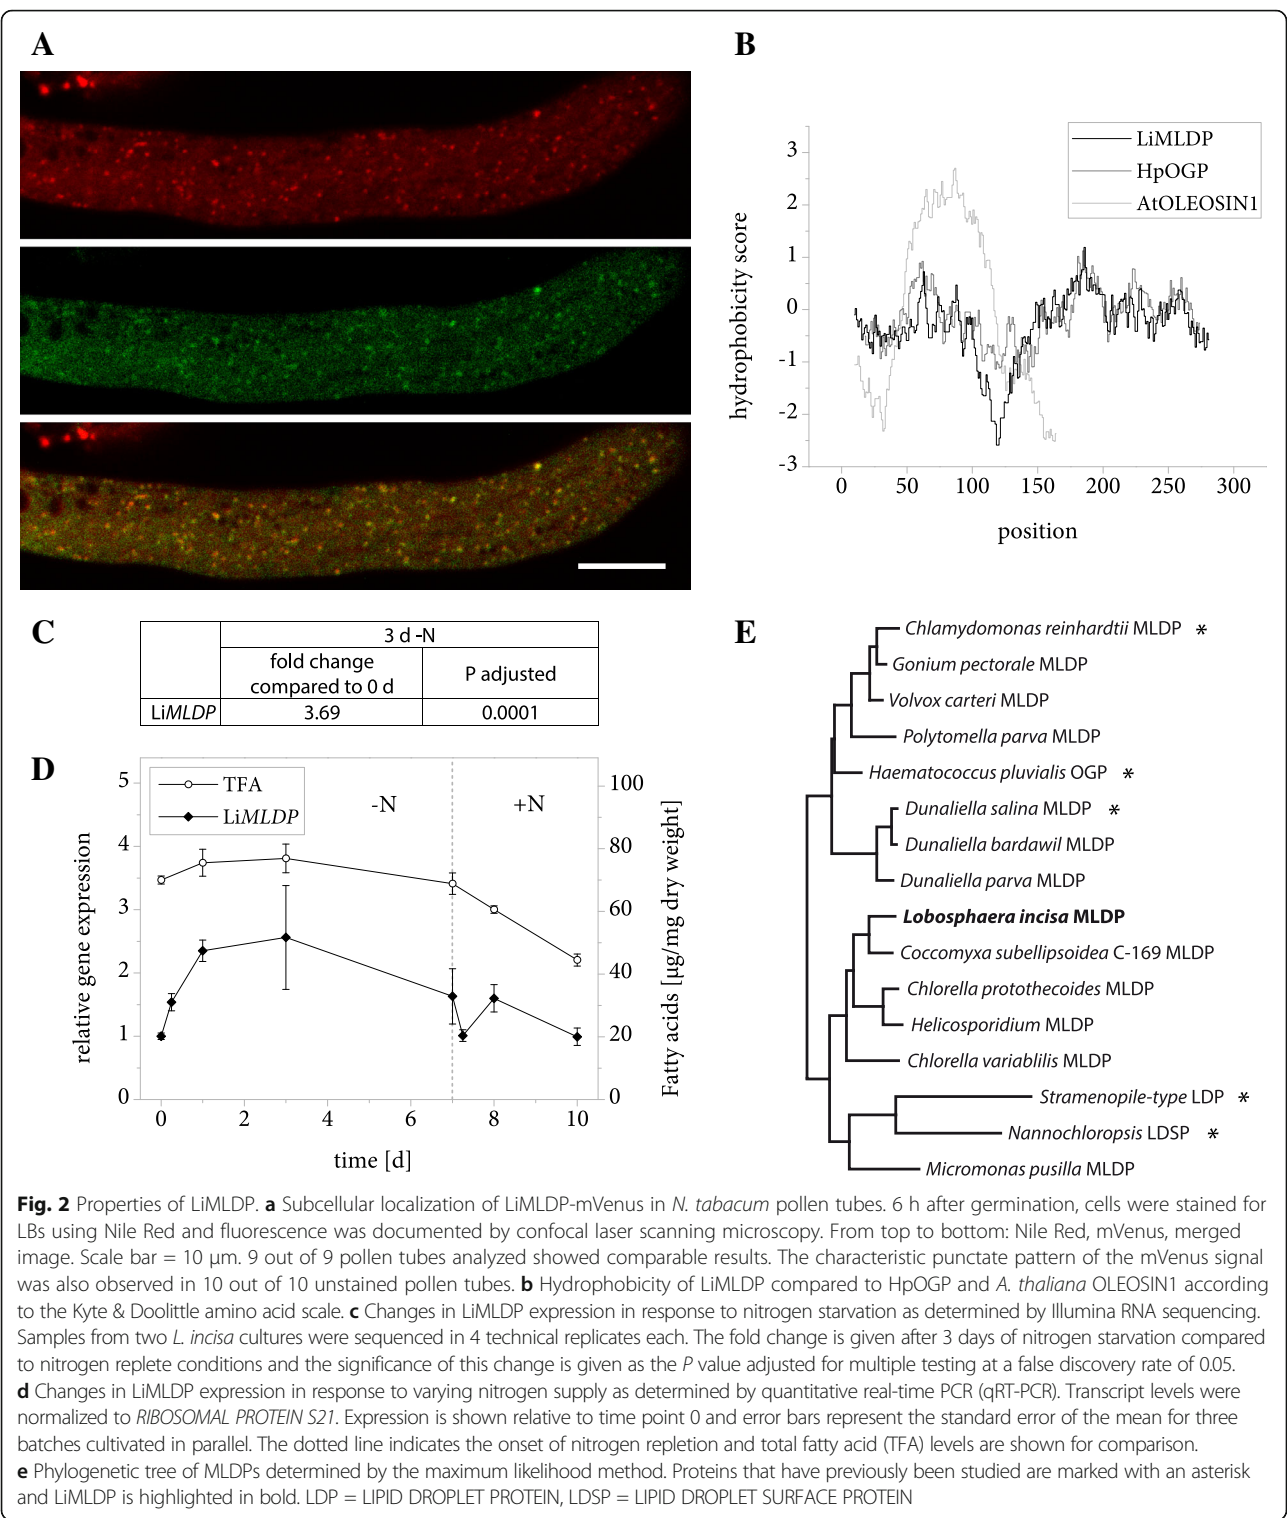 A
B
LiMLDP
HpOGP
AtOLEOSIN1
hydrophobicity score
3
2
1
0
-1
-2
-3
0 50 100 150 200 250 300
position
C
3 d -N
fold change
compared to 0 d
P adjusted
LiMLDP 3.69 0.0001
D
TFA
LiMLDP
-N
+N
relative gene expression
5
4
3
2
1
0
Fatty acids [µg/mg dry weight]
100
80
60
40
20
0
0 2 4 6 8 10
time [d]
E
Chlamydomonas reinhardtii MLDP *
Gonium pectorale MLDP
Volvox carteri MLDP
Polytomella parva MLDP
Haematococcus pluvialis OGP *
Dunaliella salina MLDP *
Dunaliella bardawil MLDP
Dunaliella parva MLDP
Lobosphaera incisa MLDP
Coccomyxa subellipsoidea C-169 MLDP
Chlorella protothecoides MLDP
Helicosporidium MLDP
Chlorella variablilis MLDP
Stramenopile-type LDP *
Nannochloropsis LDSP *
Micromonas pusilla MLDP
Fig. 2 Properties of LiMLDP. a Subcellular localization of LiMLDP-mVenus in N. tabacum pollen tubes. 6 h after germination, cells were stained for
LBs using Nile Red and fluorescence was documented by confocal laser scanning microscopy. From top to bottom: Nile Red, mVenus, merged
image. Scale bar = 10 µm. 9 out of 9 pollen tubes analyzed showed comparable results. The characteristic punctate pattern of the mVenus signal
was also observed in 10 out of 10 unstained pollen tubes. b Hydrophobicity of LiMLDP compared to HpOGP and A. thaliana OLEOSIN1 according
to the Kyte & Doolittle amino acid scale. c Changes in LiMLDP expression in response to nitrogen starvation as determined by Illumina RNA sequencing.
Samples from two L. incisa cultures were sequenced in 4 technical replicates each. The fold change is given after 3 days of nitrogen starvation compared
to nitrogen replete conditions and the significance of this change is given as the P value adjusted for multiple testing at a false discovery rate of 0.05.
d Changes in LiMLDP expression in response to varying nitrogen supply as determined by quantitative real-time PCR (qRT-PCR). Transcript levels were
normalized to RIBOSOMAL PROTEIN S21. Expression is shown relative to time point 0 and error bars represent the standard error of the mean for three
batches cultivated in parallel. The dotted line indicates the onset of nitrogen repletion and total fatty acid (TFA) levels are shown for comparison.
e Phylogenetic tree of MLDPs determined by the maximum likelihood method. Proteins that have previously been studied are marked with an asterisk
and LiMLDP is highlighted in bold. LDP = LIPID DROPLET PROTEIN, LDSP = LIPID DROPLET SURFACE PROTEIN